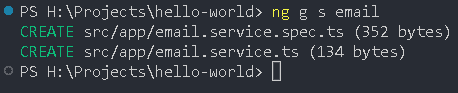 PS H:\Projects\hello-world> ng g s email
CREATE src/app/email.service.spec.ts (352 bytes)
CREATE src/app/email.service.ts (134 bytes)
PS H:\Projects\hello-world>